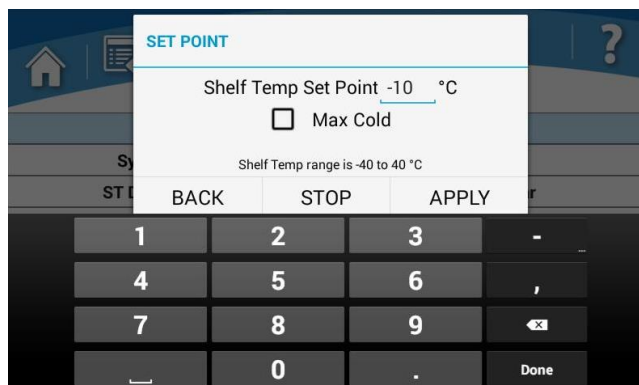 ?
SET POINT
Shelf Temp Set Point -10 °C
Max Cold
Shelf Temp range is -40 to 40 °C
BACK STOP APPLY
1 2 3 -
4 5 6 ,
7 8 9
0 . Done